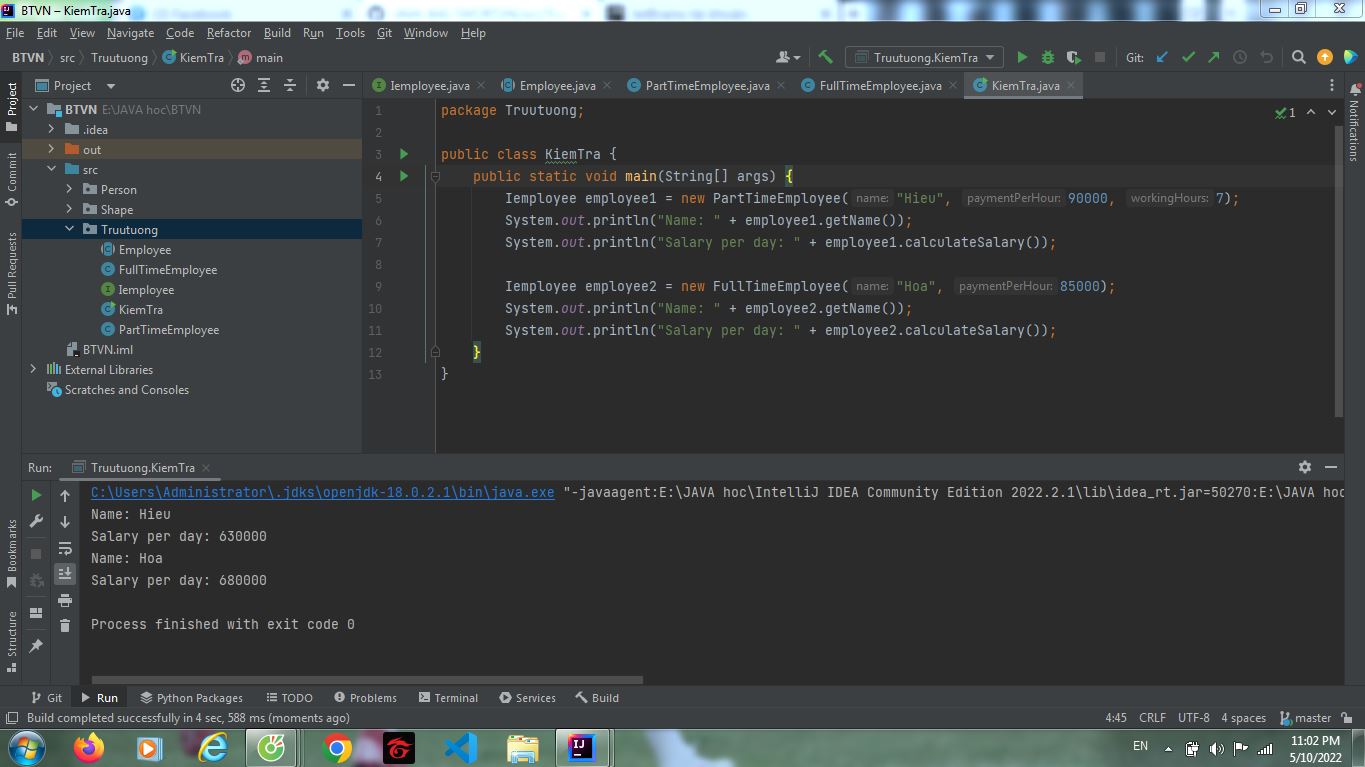 BTVN – KiemTra.java
File Edit View Navigate Code Refactor Build Run Tools Git Window Help
BTVN src Truutuong KiemTra main Truutuong.KiemTra Git:
Project Iemployee.java Employee.java PartTimeEmployee.java FullTimeEmployee.java KiemTra.java
Project
Commit
Pull Requests
Bookmarks
Structure
Notifications
BTVN E:\JAVA hoc\BTVN
.idea
out
src
Person
Shape
Truutuong
Employee
FullTimeEmployee
Iemployee
KiemTra
PartTimeEmployee
BTVN.iml
External Libraries
Scratches and Consoles
1 package Truutuong; 1
2
3 public class KiemTra {
4 public static void main(String[] args) {
5 Iemployee employee1 = new PartTimeEmployee( name: "Hieu", paymentPerHour: 90000, workingHours: 7);
6 System.out.println("Name: " + employee1.getName());
7 System.out.println("Salary per day: " + employee1.calculateSalary());
8
9 Iemployee employee2 = new FullTimeEmployee( name: "Hoa", paymentPerHour: 85000);
10 System.out.println("Name: " + employee2.getName());
11 System.out.println("Salary per day: " + employee2.calculateSalary());
12 }
13 }
Run: Truutuong.KiemTra
C:\Users\Administrator\.jdks\openjdk-18.0.2.1\bin\java.exe "-javaagent:E:\JAVA hoc\IntelliJ IDEA Community Edition 2022.2.1\lib\idea_rt.jar=50270:E:\JAVA hoc
Name: Hieu
Salary per day: 630000
Name: Hoa
Salary per day: 680000
Process finished with exit code 0
Git Run Python Packages TODO Problems Terminal Services Build
Build completed successfully in 4 sec, 588 ms (moments ago) 4:45 CRLF UTF-8 4 spaces master
EN 11:02 PM
5/10/2022